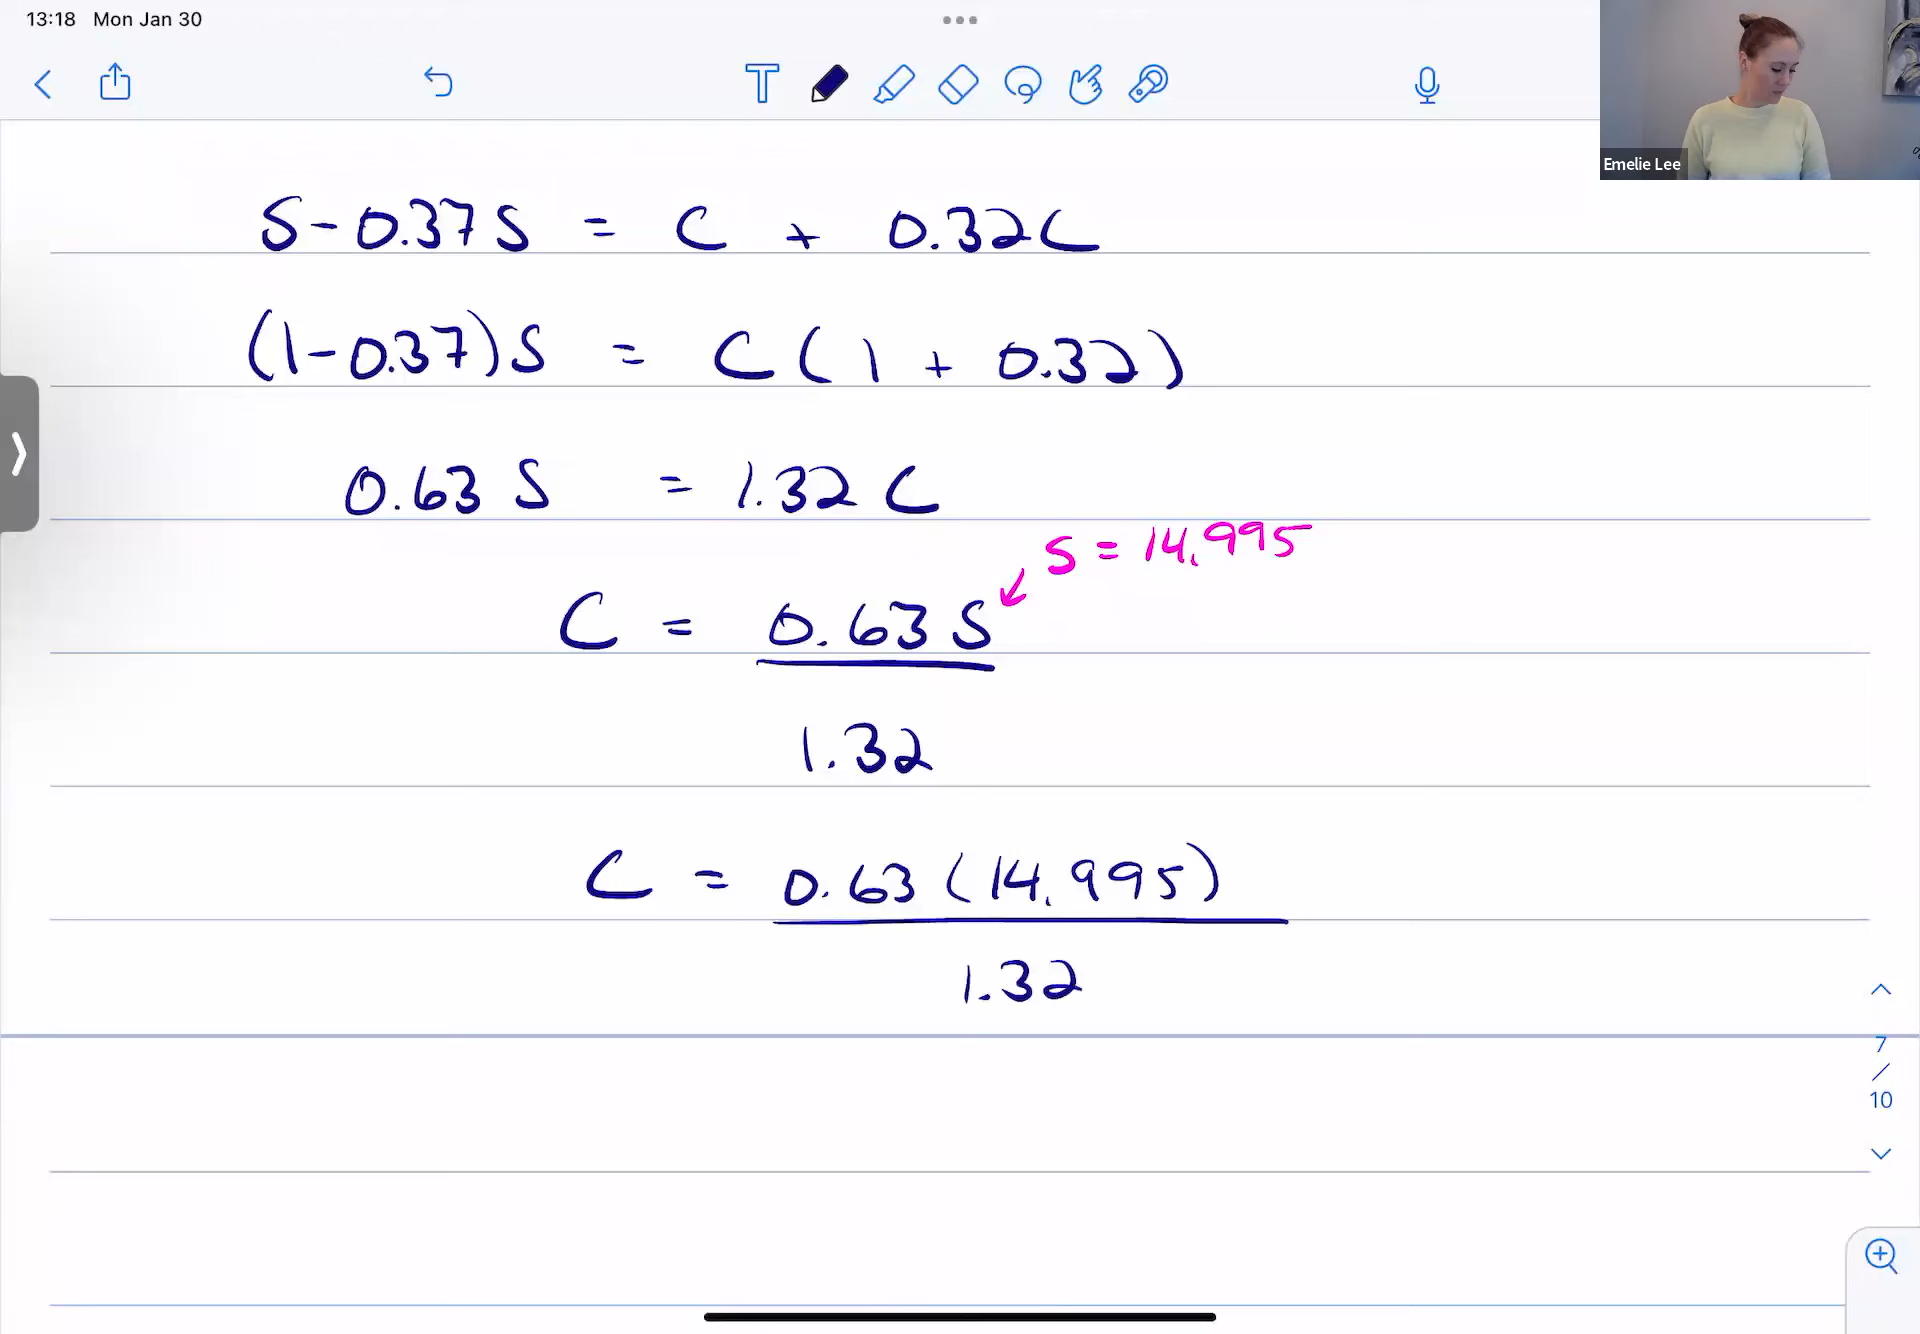 13:18 Mon Jan 30
T
Emelie Lee
S - 0.37S = C + 0.32C
(1 - 0.37)S = C(1 + 0.32)
0.63 S = 1.32 C
S = 14,995
C = 0.63 S
1.32
C = 0.63 (14,995)
1.32
7
/
10